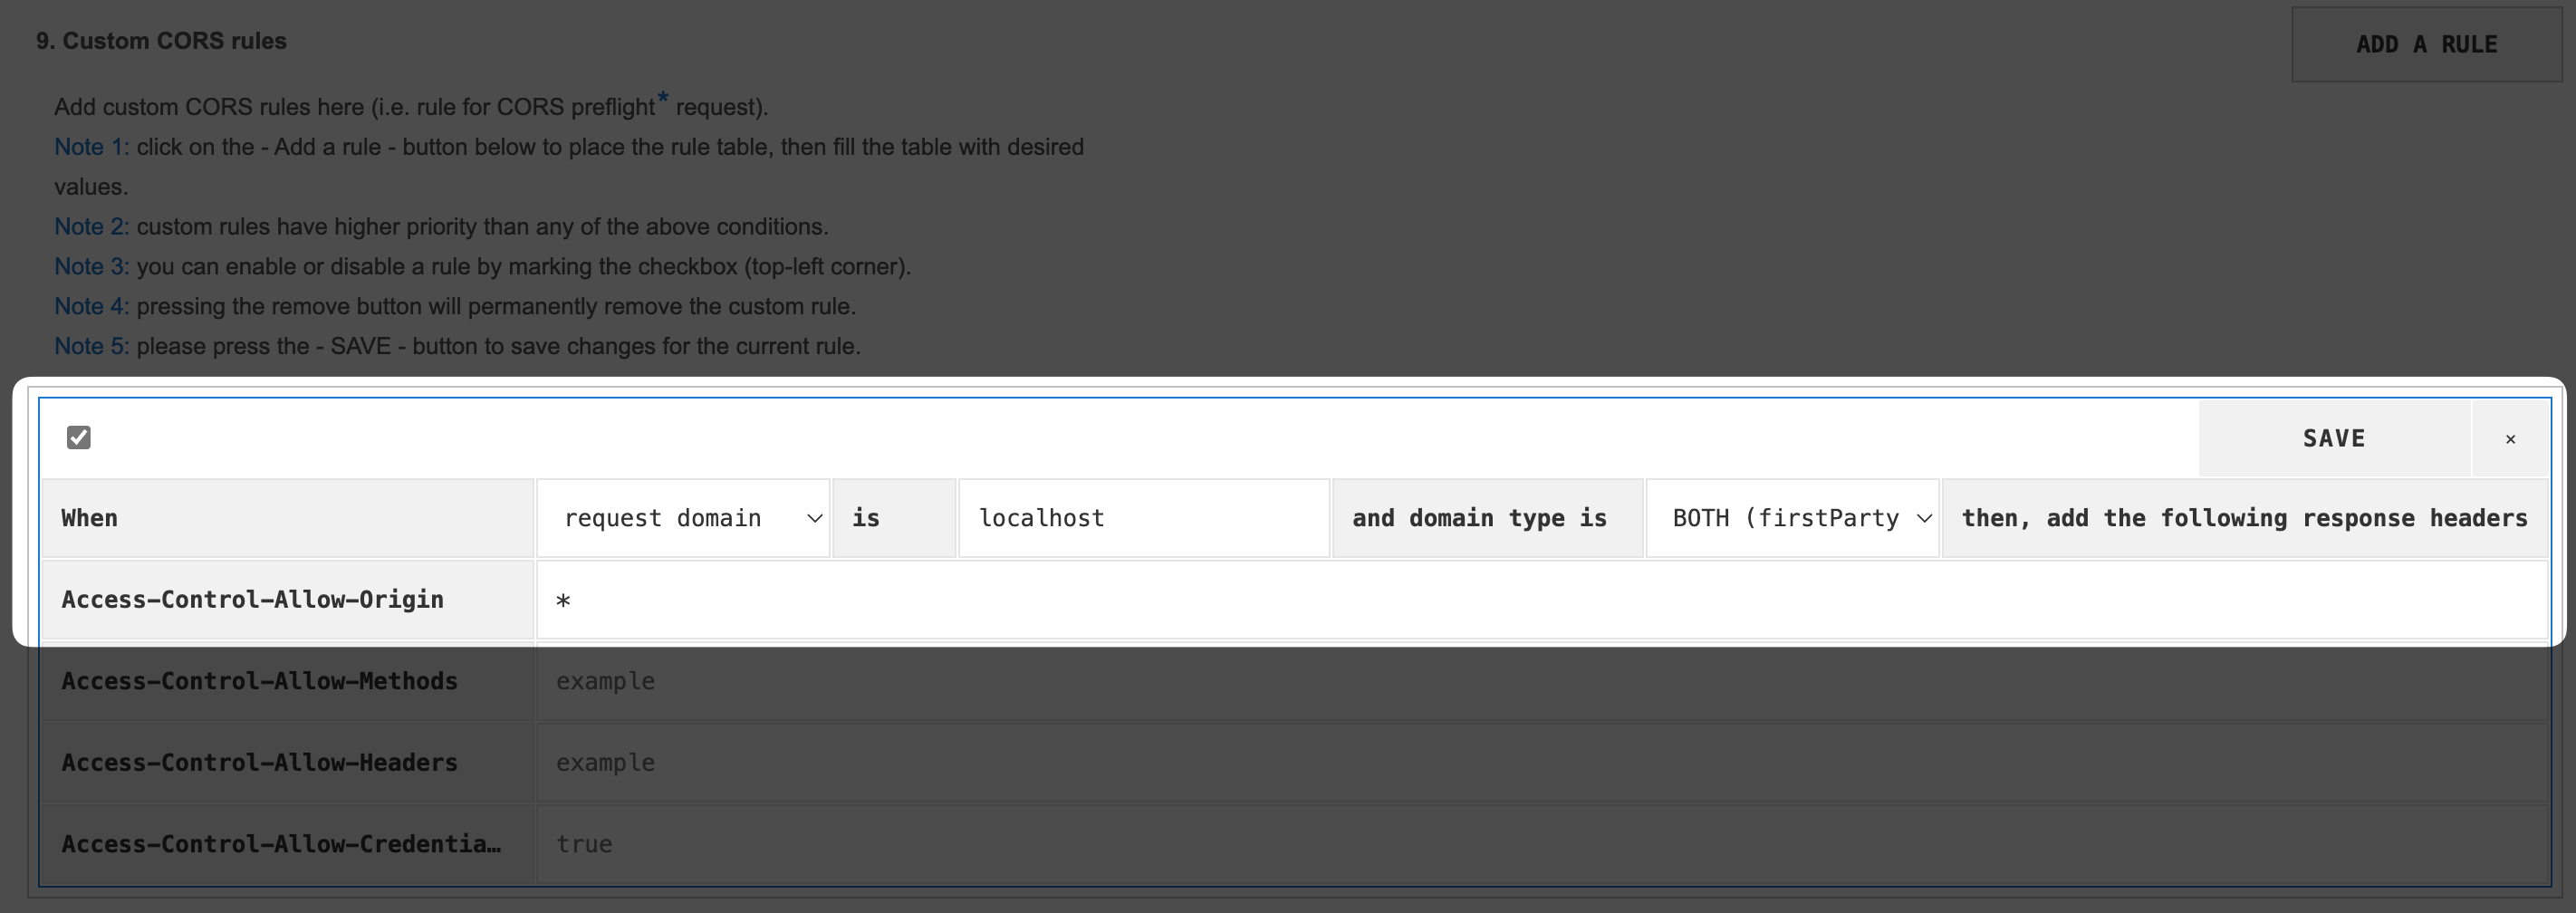 9. Custom CORS rules
ADD A RULE
Add custom CORS rules here (i.e. rule for CORS preflight* request).
Note 1: click on the - Add a rule - button below to place the rule table, then fill the table with desired
values.
Note 2: custom rules have higher priority than any of the above conditions.
Note 3: you can enable or disable a rule by marking the checkbox (top-left corner).
Note 4: pressing the remove button will permanently remove the custom rule.
Note 5: please press the - SAVE - button to save changes for the current rule.
SAVE ×
When request domain is localhost and domain type is BOTH (firstParty then, add the following response headers
Access-Control-Allow-Origin *
Access-Control-Allow-Methods example
Access-Control-Allow-Headers example
Access-Control-Allow-Credentia… true